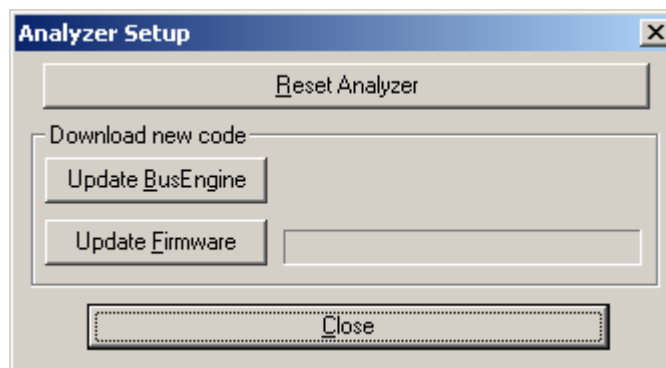 Analyzer Setup
Reset Analyzer
Download new code
Update BusEngine
Update Firmware
Close